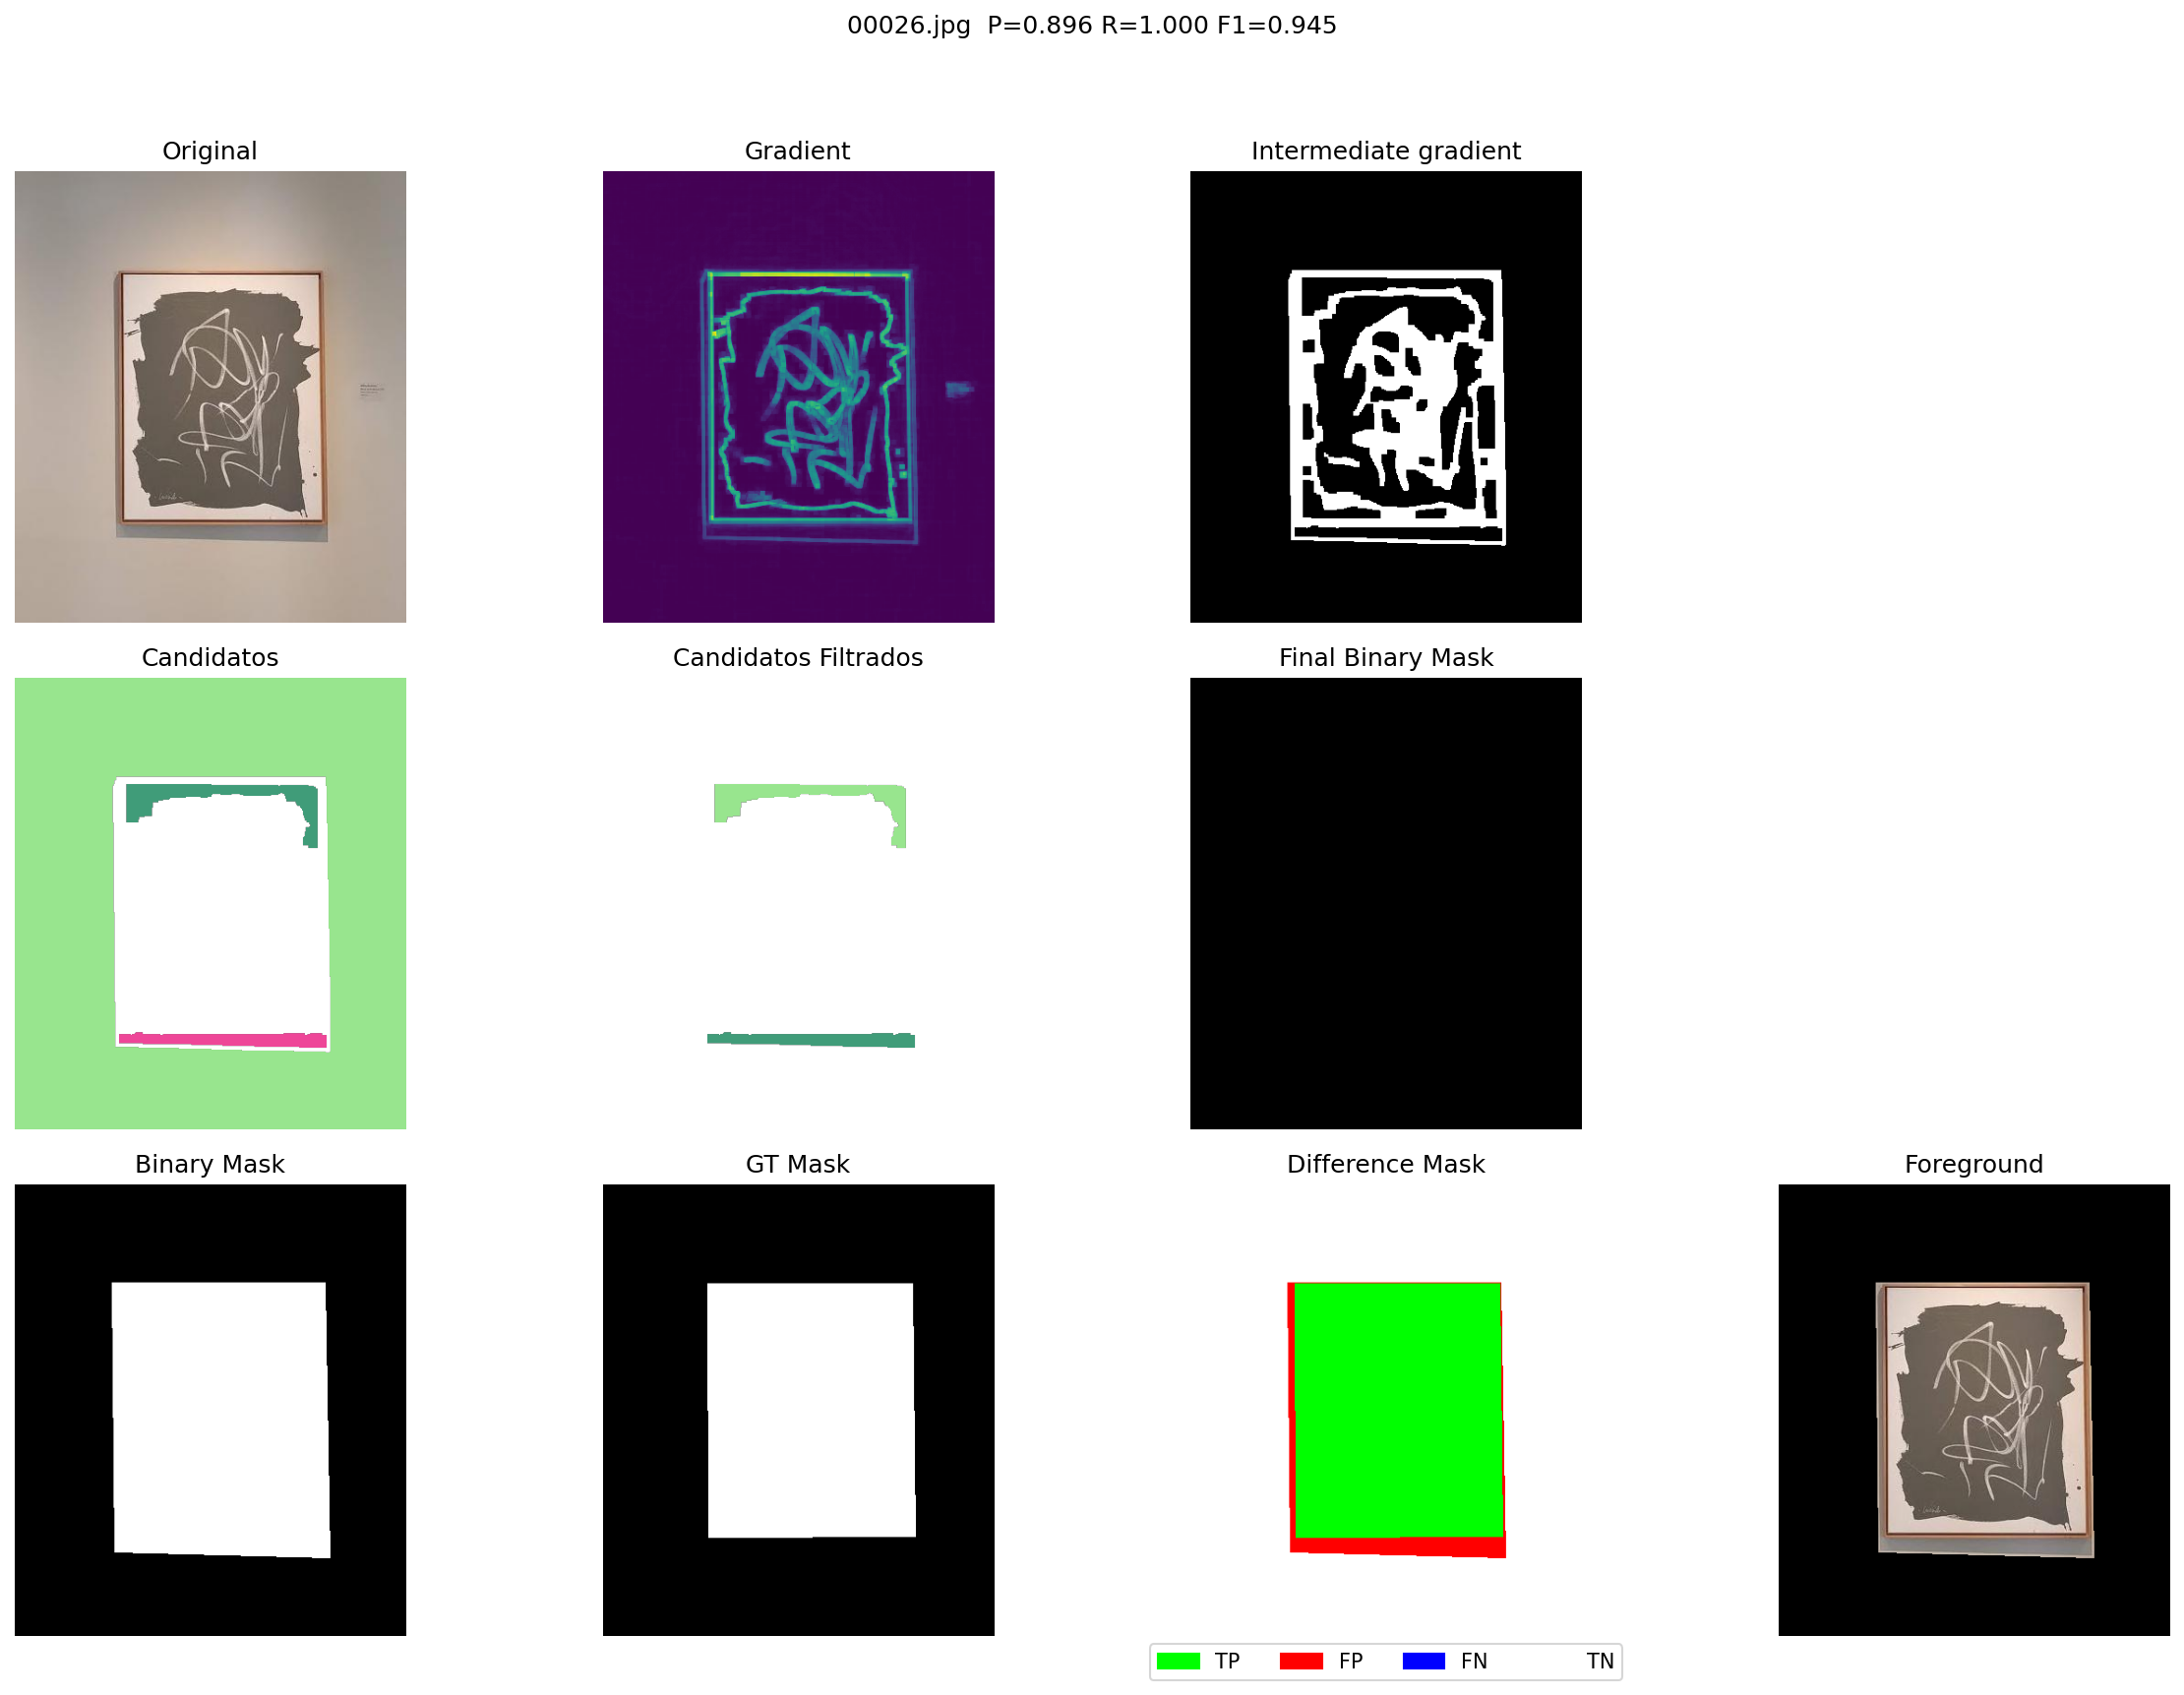 00026.jpg  P=0.896 R=1.000 F1=0.945
Original
Gradient
Intermediate gradient
Candidatos
Candidatos Filtrados
Final Binary Mask
Binary Mask
GT Mask
Difference Mask
Foreground
TP
FP
FN
TN